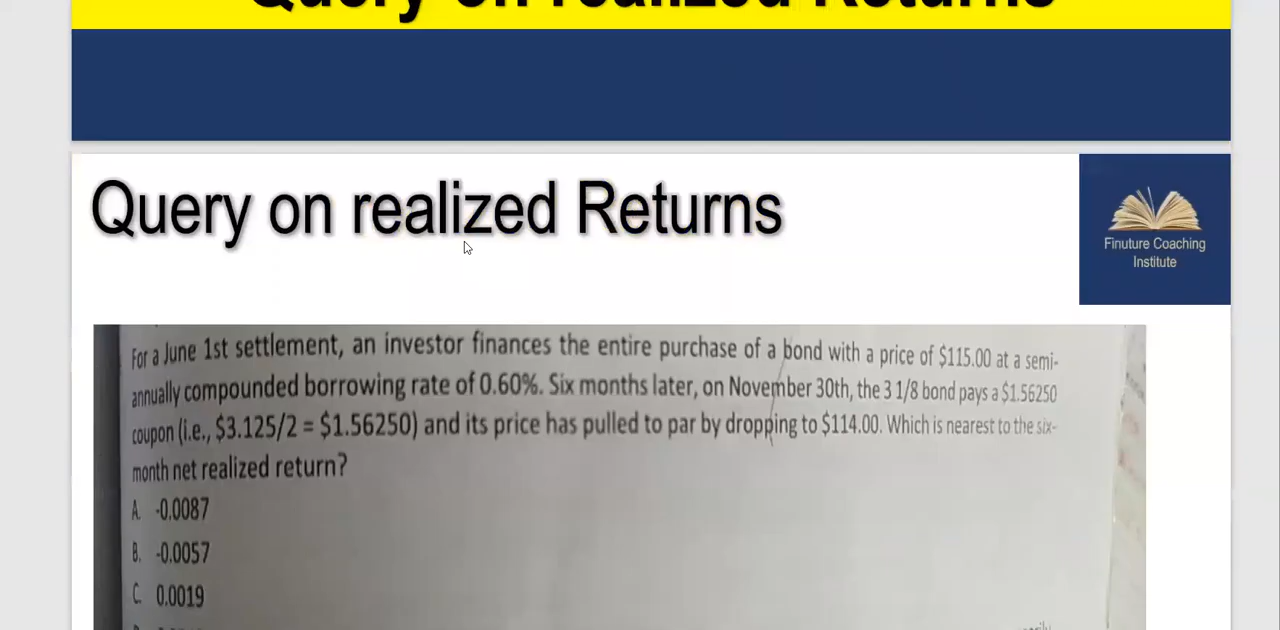 Query on realized Returns
Query on realized Returns
Finuture Coaching
Institute
For a June 1st settlement, an investor finances the entire purchase of a bond with a price of $115.00 at a semi-
annually compounded borrowing rate of 0.60%. Six months later, on November 30th, the 3 1/8 bond pays a $1.56250
coupon (i.e., $3.125/2 = $1.56250) and its price has pulled to par by dropping to $114.00. Which is nearest to the six-
month net realized return?
A. -0.0087
B. -0.0057
C. 0.0019